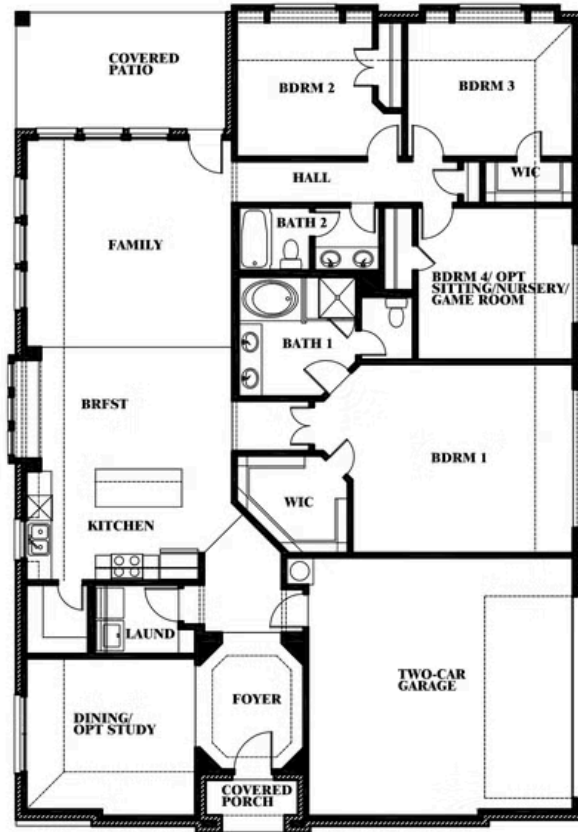 COVERED
PATIO
BDRM 2
BDRM 3
HALL
WIC
BATH 2
FAMILY
BDRM 4/ OPT
SITTING/NURSERY/
GAME ROOM
BATH 1
BRFST
BDRM 1
WIC
KITCHEN
LAUND
TWO-CAR
GARAGE
FOYER
DINING/
OPT STUDY
COVERED
PORCH